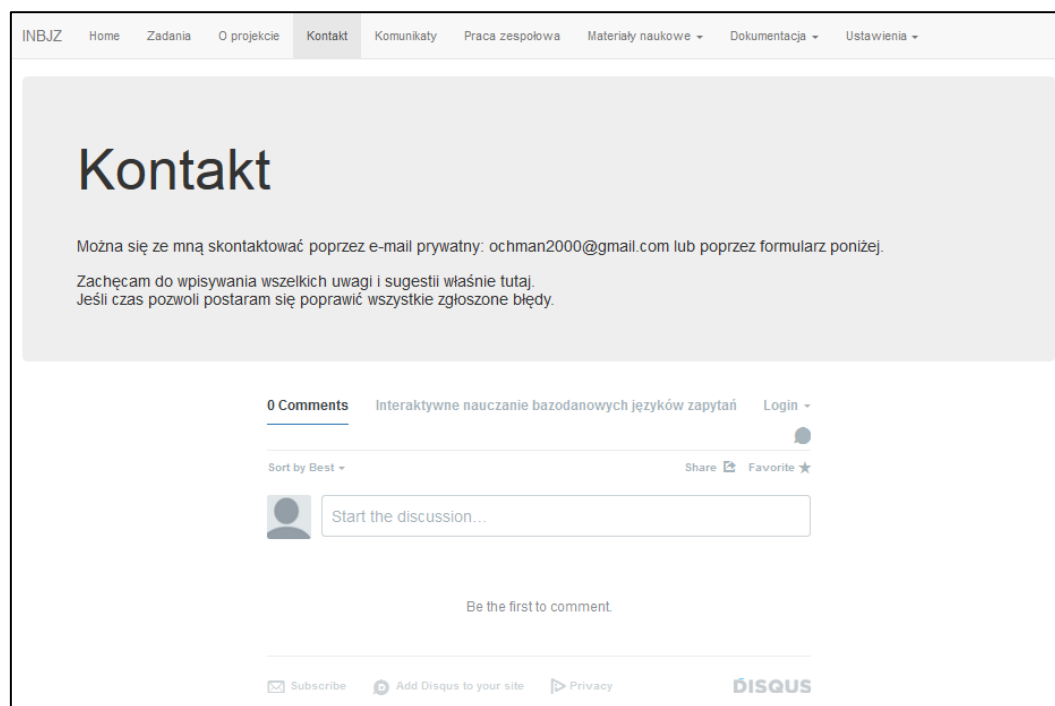 INBJZ Home Zadania O projekcie Kontakt Komunikaty Praca zespołowa Materiały naukowe Dokumentacja Ustawienia
Kontakt
Można się ze mną skontaktować poprzez e-mail prywatny: ochman2000@gmail.com lub poprzez formularz poniżej.
Zachęcam do wpisywania wszelkich uwagi i sugestii właśnie tutaj.
Jeśli czas pozwoli postaram się poprawić wszystkie zgłoszone błędy.
0 Comments Interaktywne nauczanie bazodanowych języków zapytań Login
Sort by Best Share Favorite
Start the discussion...
Be the first to comment.
Subscribe Add Disqus to your site Privacy DISQUS